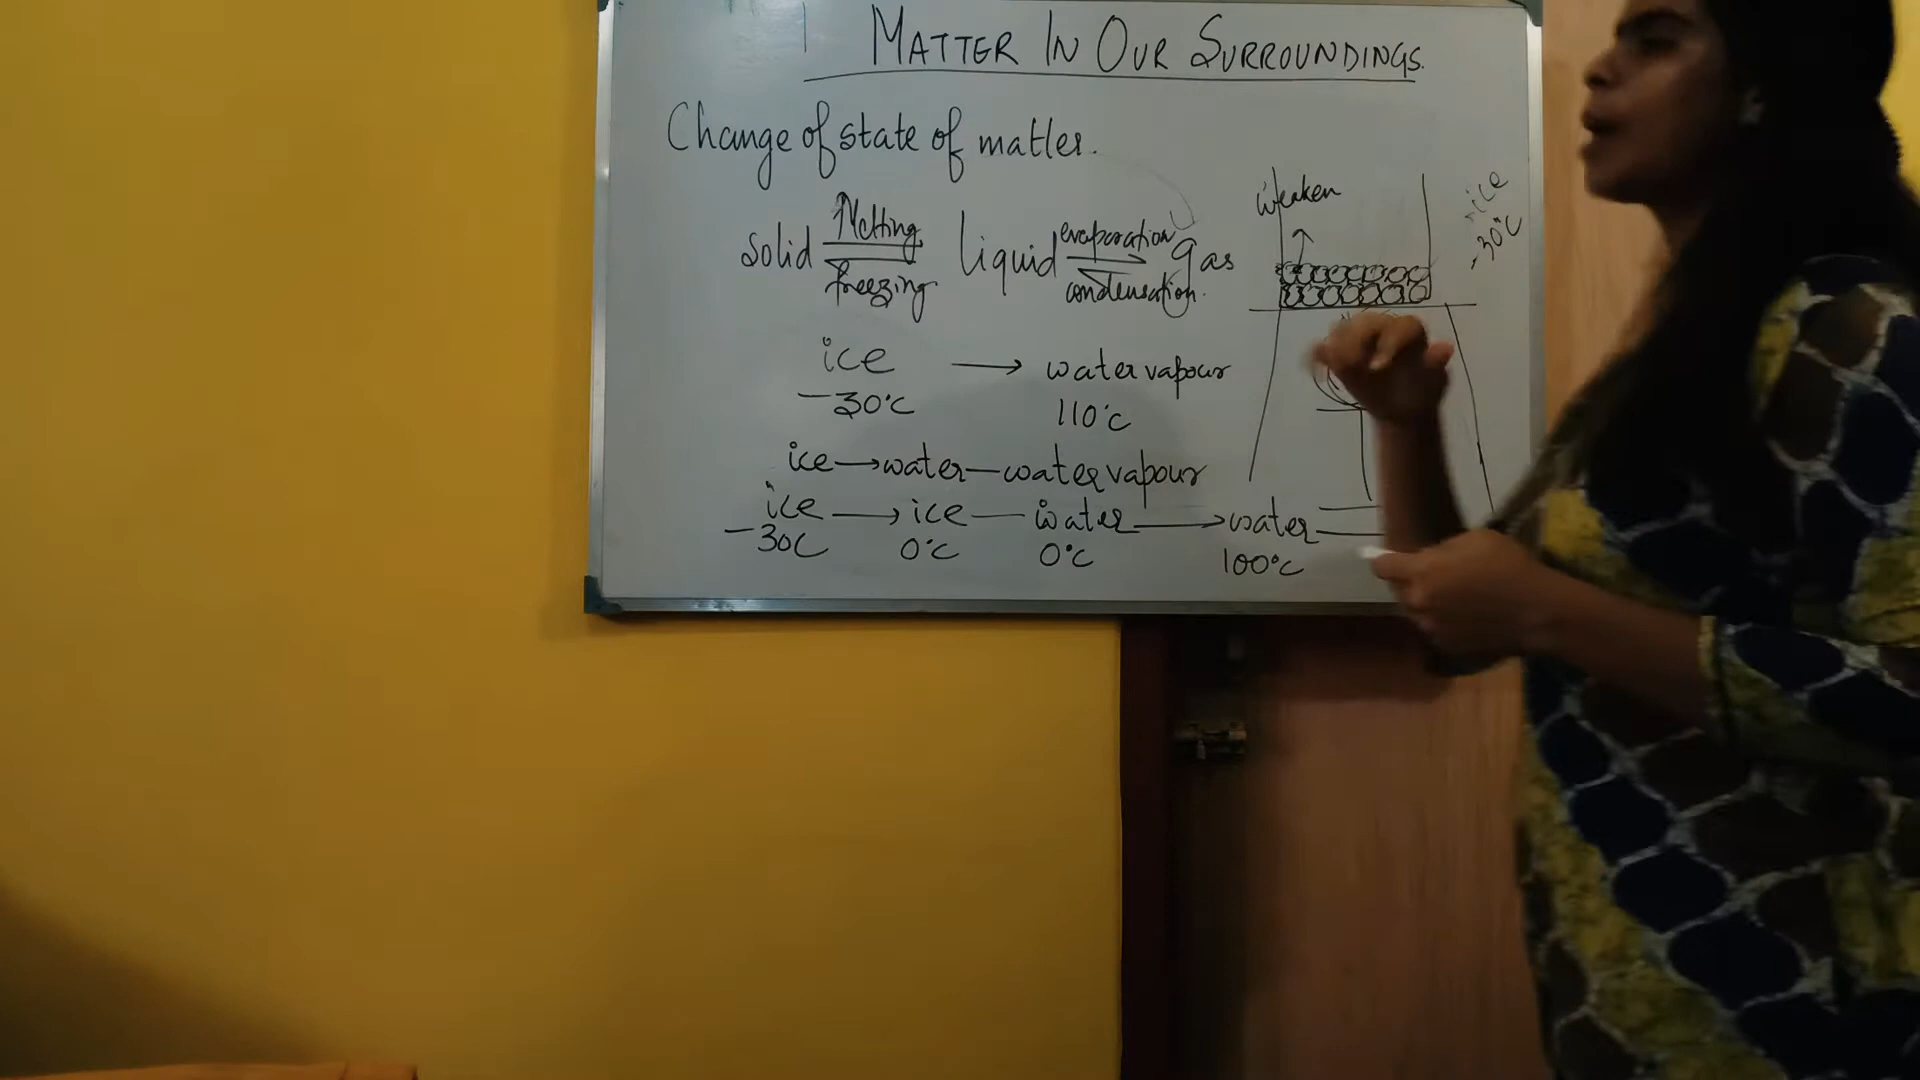 MATTER IN OUR SURROUNDINGS.
Change of state of matter.
Solid Melting freezing Liquid evaporation condensation. gas
ice → water vapour
-30°C 110°C
ice → water — water vapour
ice → ice — water → water
-30C 0°C 0°C 100°C
Weaken
ice
-30°C